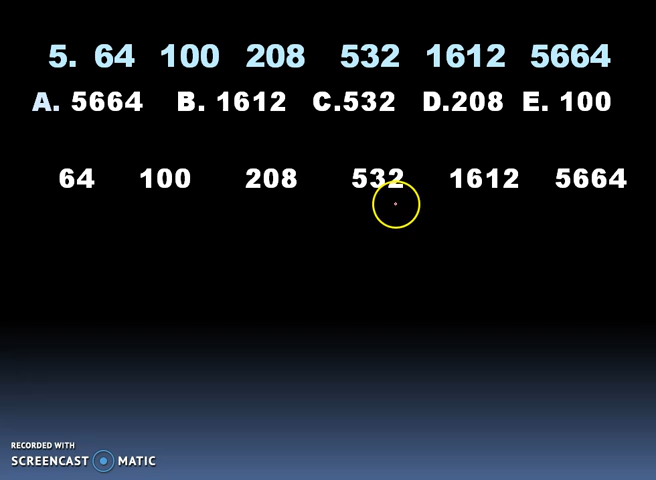 5. 64 100 208 532 1612 5664
A. 5664 B. 1612 C.532 D.208 E. 100
64 100 208 532 1612 5664
RECORDED WITH
SCREENCAST MATIC